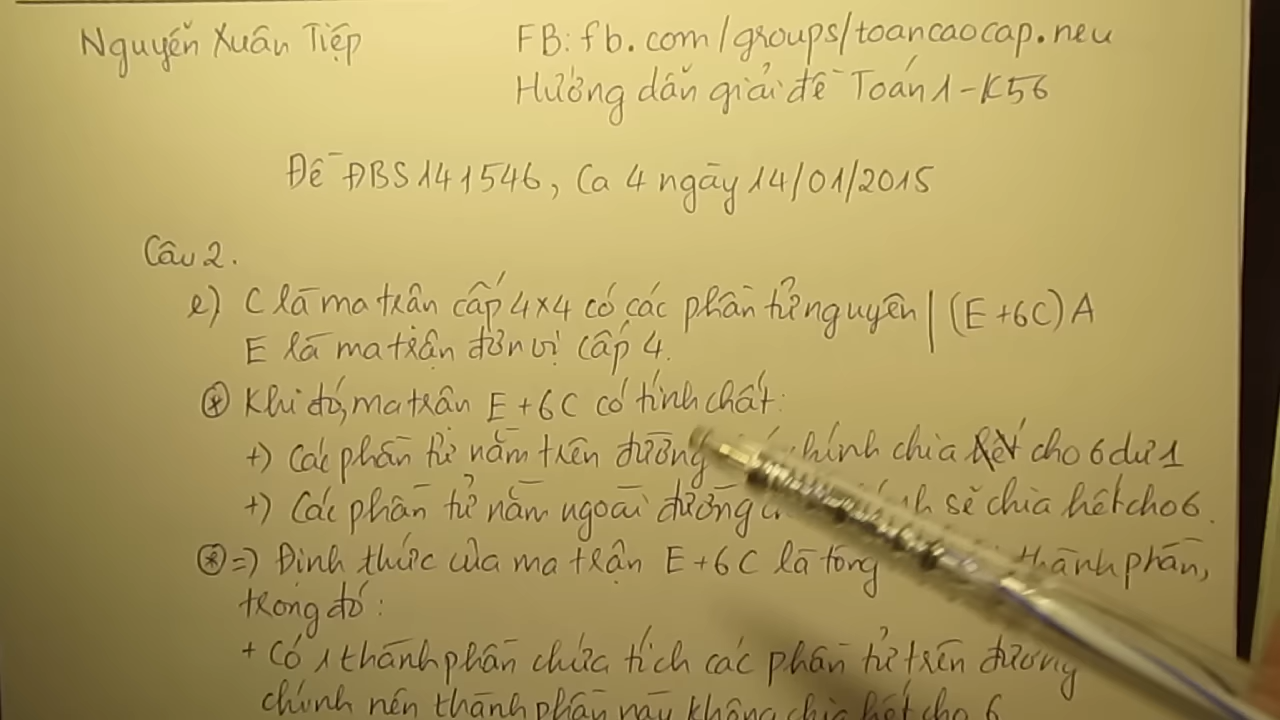 Nguyễn Xuân Tiệp
FB: fb.com/groups/toancaocap.neu
Hướng dẫn giải đề Toán 1 - K56
Đề ĐBS141546, Ca 4 ngày 14/01/2015
Câu 2.
e) C là ma trận cấp 4x4 có các phần tử nguyên | (E+6C)A
E là ma trận đơn vị cấp 4.
⊛ Khi đó, ma trận E+6C có tính chất:
+) Các phần tử nằm trên đường chính chia cho 6 dư 1
+) Các phần tử nằm ngoài đường sẽ chia hết cho 6.
⊛ => Định thức của ma trận E+6C là tổng thành phần,
trong đó:
+ Có 1 thành phần chứa tích các phần tử trên đường
chính nên thành phần này không chia hết cho 6